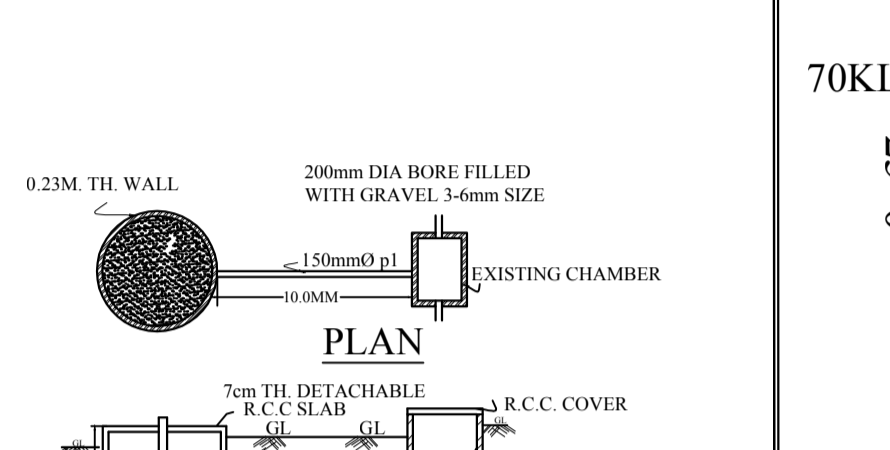 70KL
0.23M. TH. WALL
200mm DIA BORE FILLED
WITH GRAVEL 3-6mm SIZE
150mmØ p1
EXISTING CHAMBER
10.0MM
PLAN
7cm TH. DETACHABLE
R.C.C SLAB
R.C.C. COVER
GL
GL
GL
GL